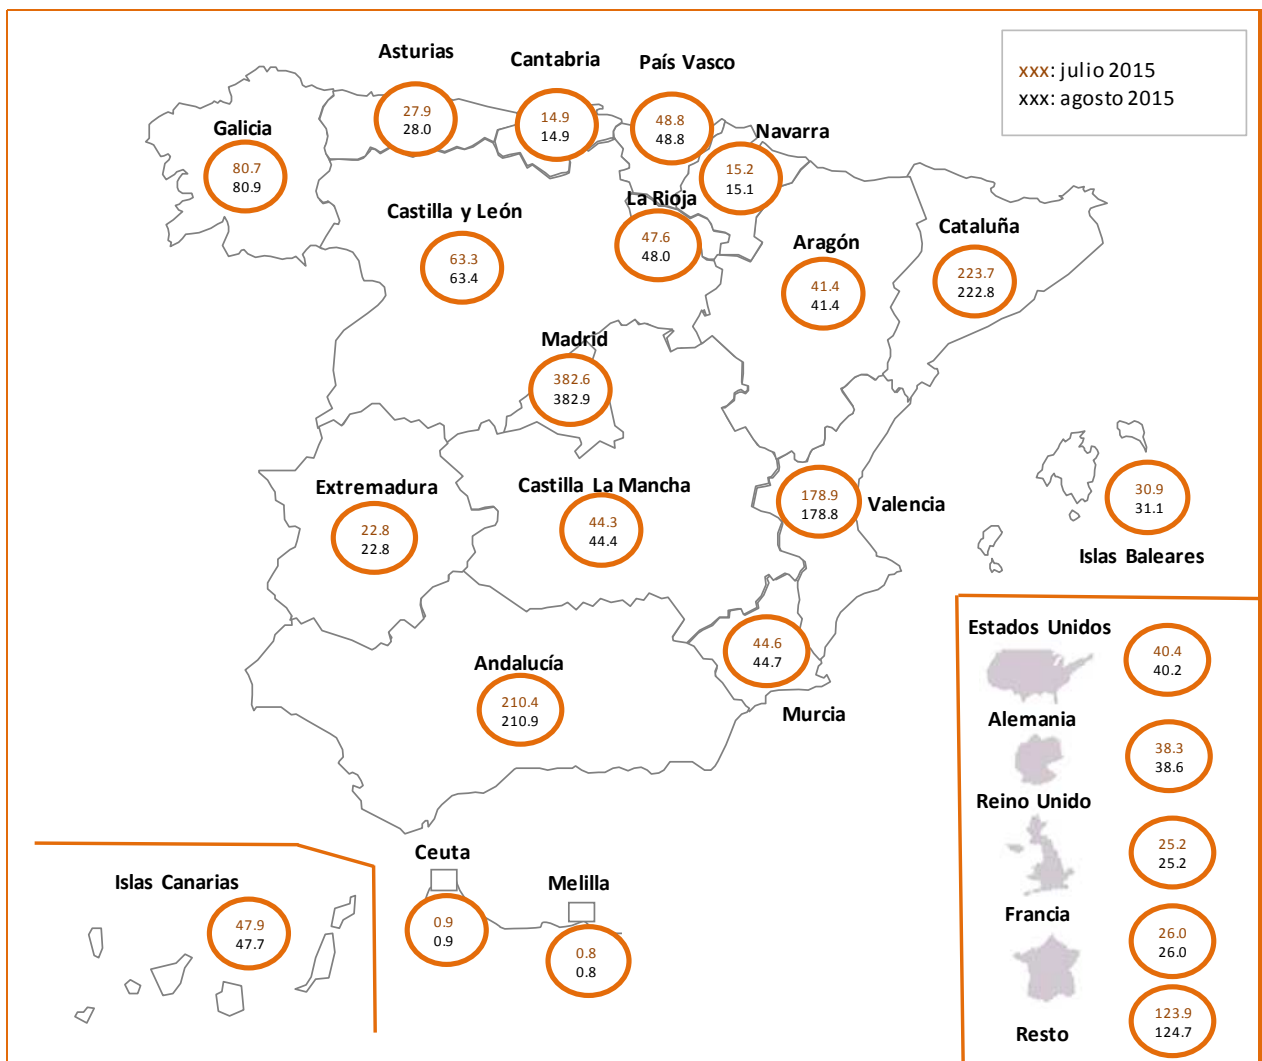 xxx: julio 2015
xxx: agosto 2015
Asturias
27.9
28.0
Cantabria
14.9
14.9
País Vasco
48.8
48.8
Navarra
15.2
15.1
Galicia
80.7
80.9
La Rioja
47.6
48.0
Castilla y León
63.3
63.4
Aragón
41.4
41.4
Cataluña
223.7
222.8
Madrid
382.6
382.9
Extremadura
22.8
22.8
Castilla La Mancha
44.3
44.4
178.9
178.8
Valencia
30.9
31.1
Islas Baleares
Andalucía
210.4
210.9
44.6
44.7
Murcia
Estados Unidos
40.4
40.2
Alemania
38.3
38.6
Reino Unido
25.2
25.2
Francia
26.0
26.0
Resto
123.9
124.7
Islas Canarias
47.9
47.7
Ceuta
0.9
0.9
Melilla
0.8
0.8